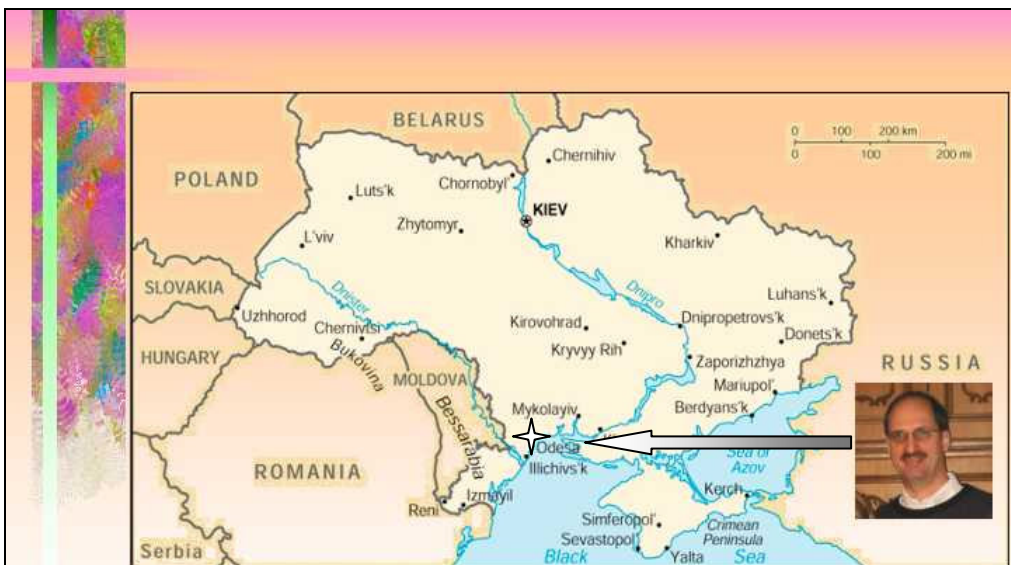 BELARUS
0 100 200 km
0 100 200 mi
Chernihiv
POLAND
Chornobyl'
Luts'k
KIEV
Zhytomyr
L'viv
Kharkiv
SLOVAKIA
Dnister
Dnipro
Luhans'k
Uzhhorod
Chernivtsi
Kirovohrad
Dnipropetrovs'k
Donets'k
Kryvyy Rih
HUNGARY
Bukovina
Zaporizhzhya
RUSSIA
MOLDOVA
Mariupol'
Bessarabia
Mykolayiv
Berdyans'k
Odesa
Sea of
Azov
ROMANIA
Illichivs'k
Izmayil
Reni
Kerch
Simferopol'
Crimean
Peninsula
Serbia
Sevastopol
Black Sea
Yalta